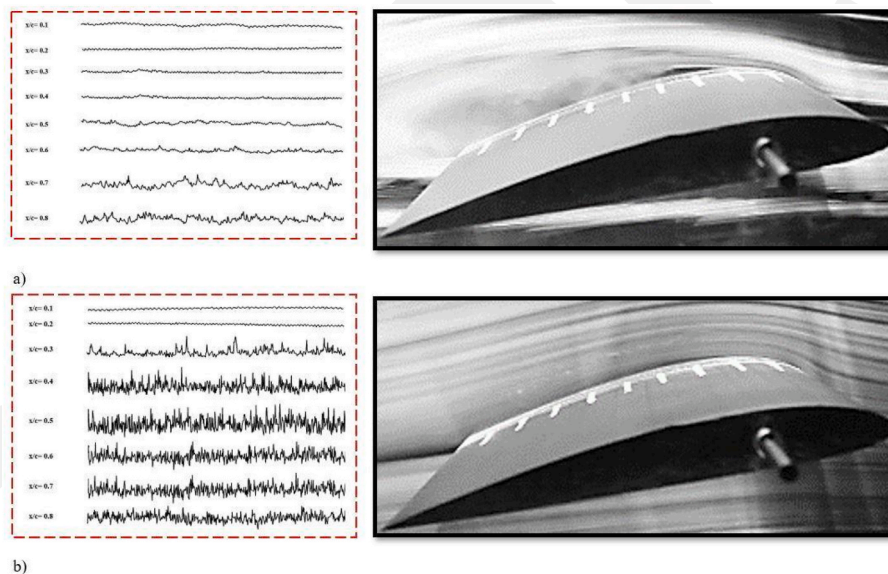 x/c= 0.1
x/c= 0.2
x/c= 0.3
x/c= 0.4
x/c= 0.5
x/c= 0.6
x/c= 0.7
x/c= 0.8
a)
x/c= 0.1
x/c= 0.2
x/c= 0.3
x/c= 0.4
x/c= 0.5
x/c= 0.6
x/c= 0.7
x/c= 0.8
b)